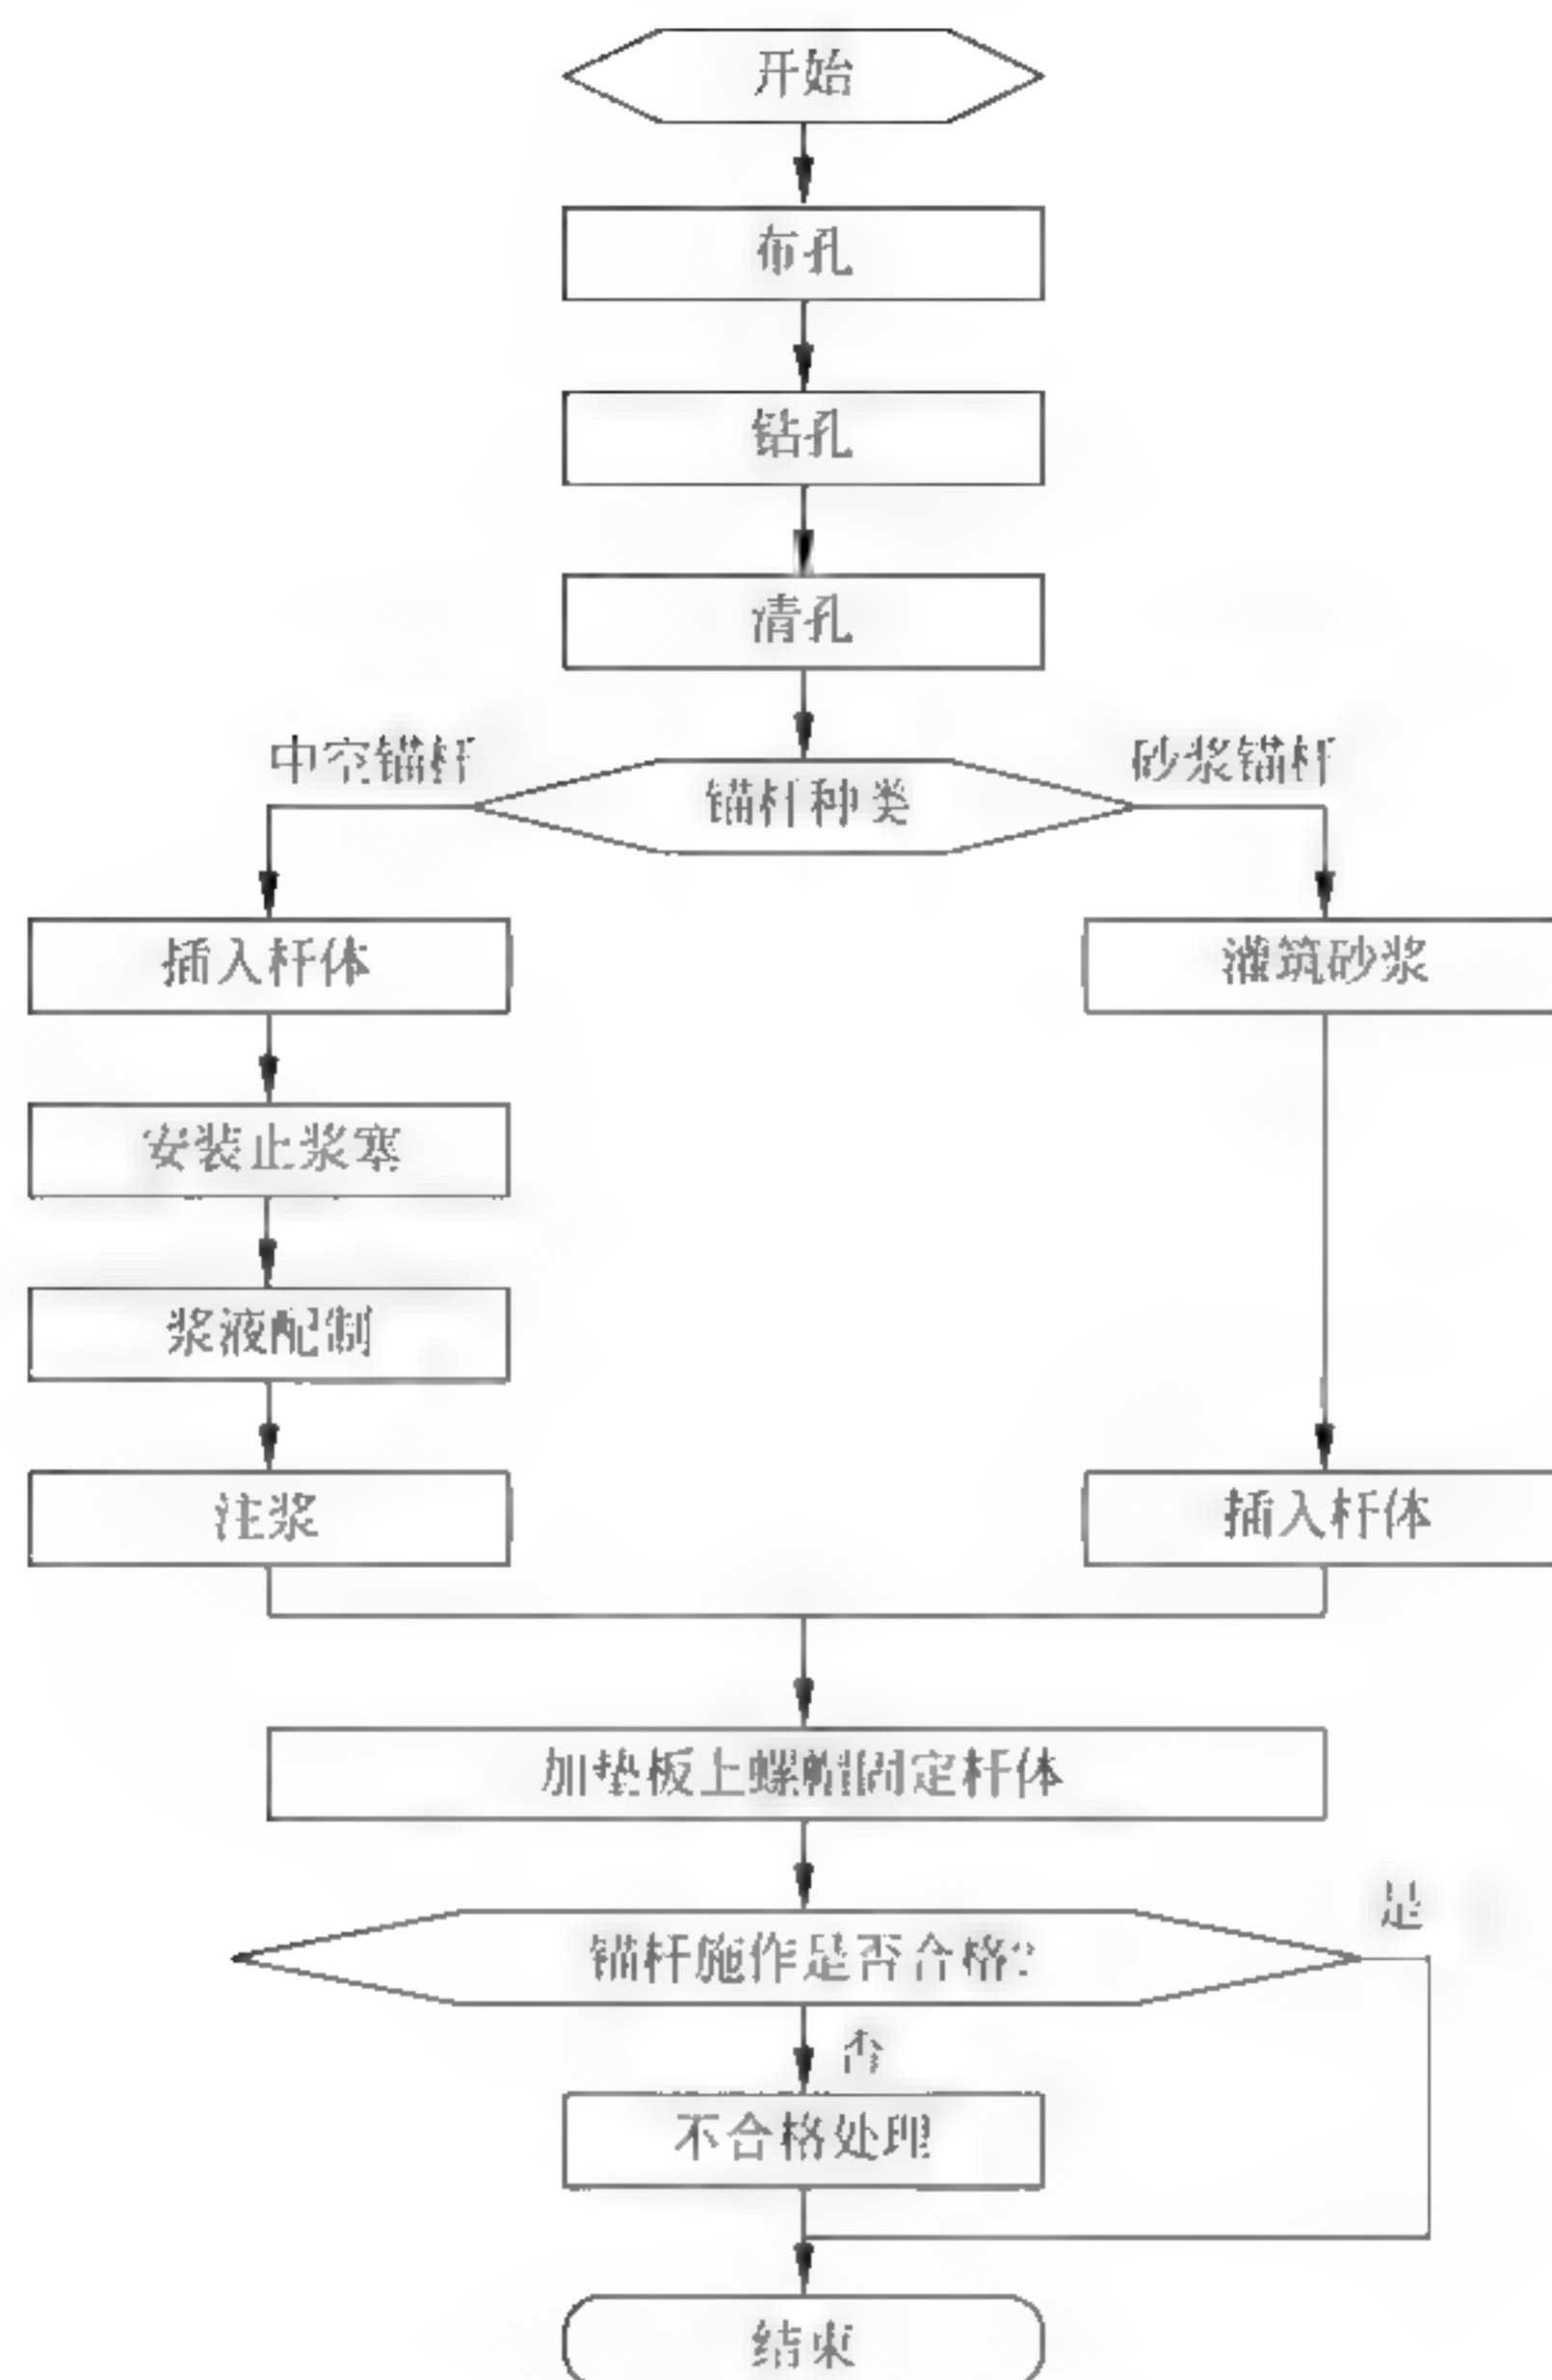 开始
布孔
钻孔
清孔
中空锚杆
砂浆锚杆
锚杆种类
插入杆体
灌筑砂浆
安装止浆塞
浆液配制
注浆
插入杆体
加垫板上螺帽固定杆体
是
锚杆施作是否合格?
否
不合格处理
结束